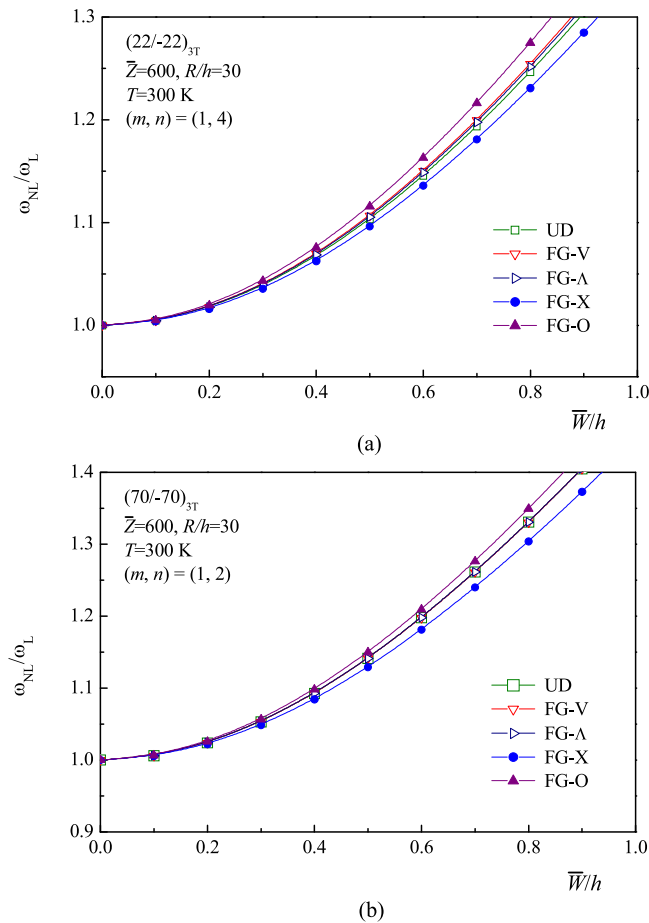 1.3
(22/-22)3T
Z̄=600, R/h=30
T=300 K
(m, n) = (1, 4)
1.2
ωNL/ωL
1.1
1.0
UD
FG-V
FG-Λ
FG-X
FG-O
0.0 0.2 0.4 0.6 0.8 1.0
W̄/h
(a)
1.4
(70/-70)3T
Z̄=600, R/h=30
T=300 K
(m, n) = (1, 2)
1.3
1.2
ωNL/ωL
1.1
1.0
0.9
UD
FG-V
FG-Λ
FG-X
FG-O
0.0 0.2 0.4 0.6 0.8 1.0
W̄/h
(b)